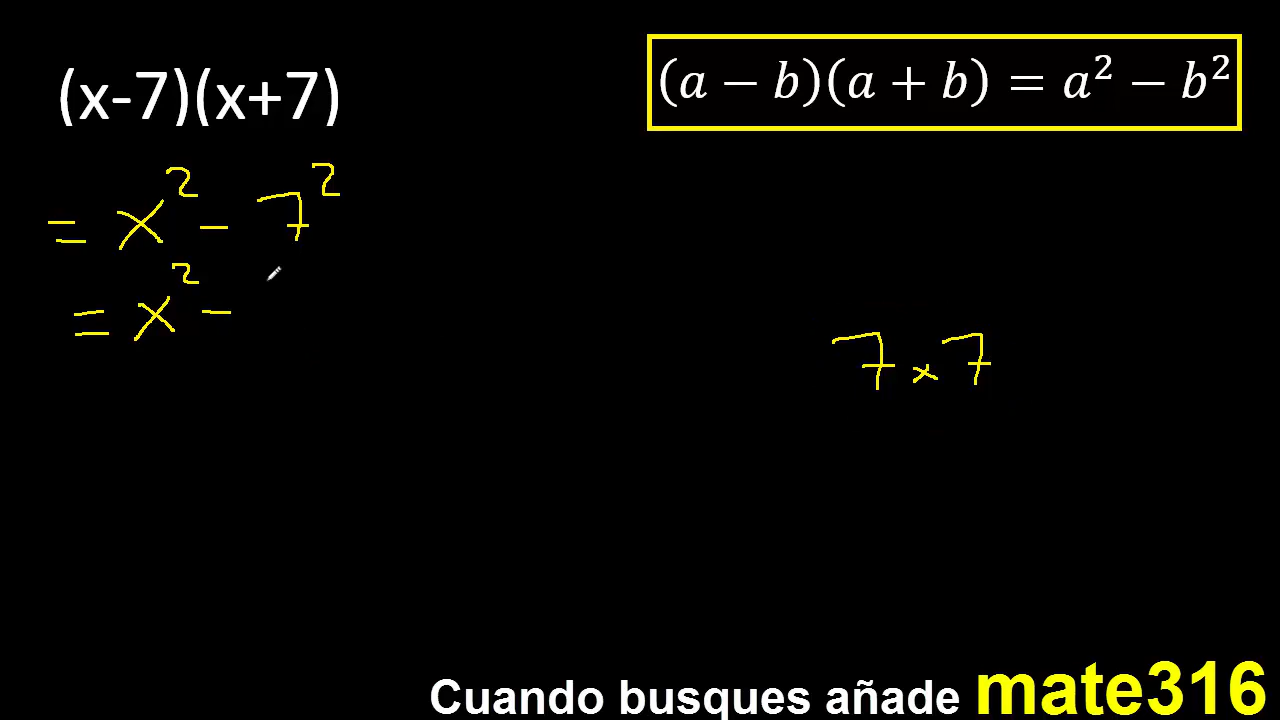 (x-7)(x+7)
(a − b)(a + b) = a² − b²
= x² - 7²
= x² -
7 x 7
Cuando busques añade mate316